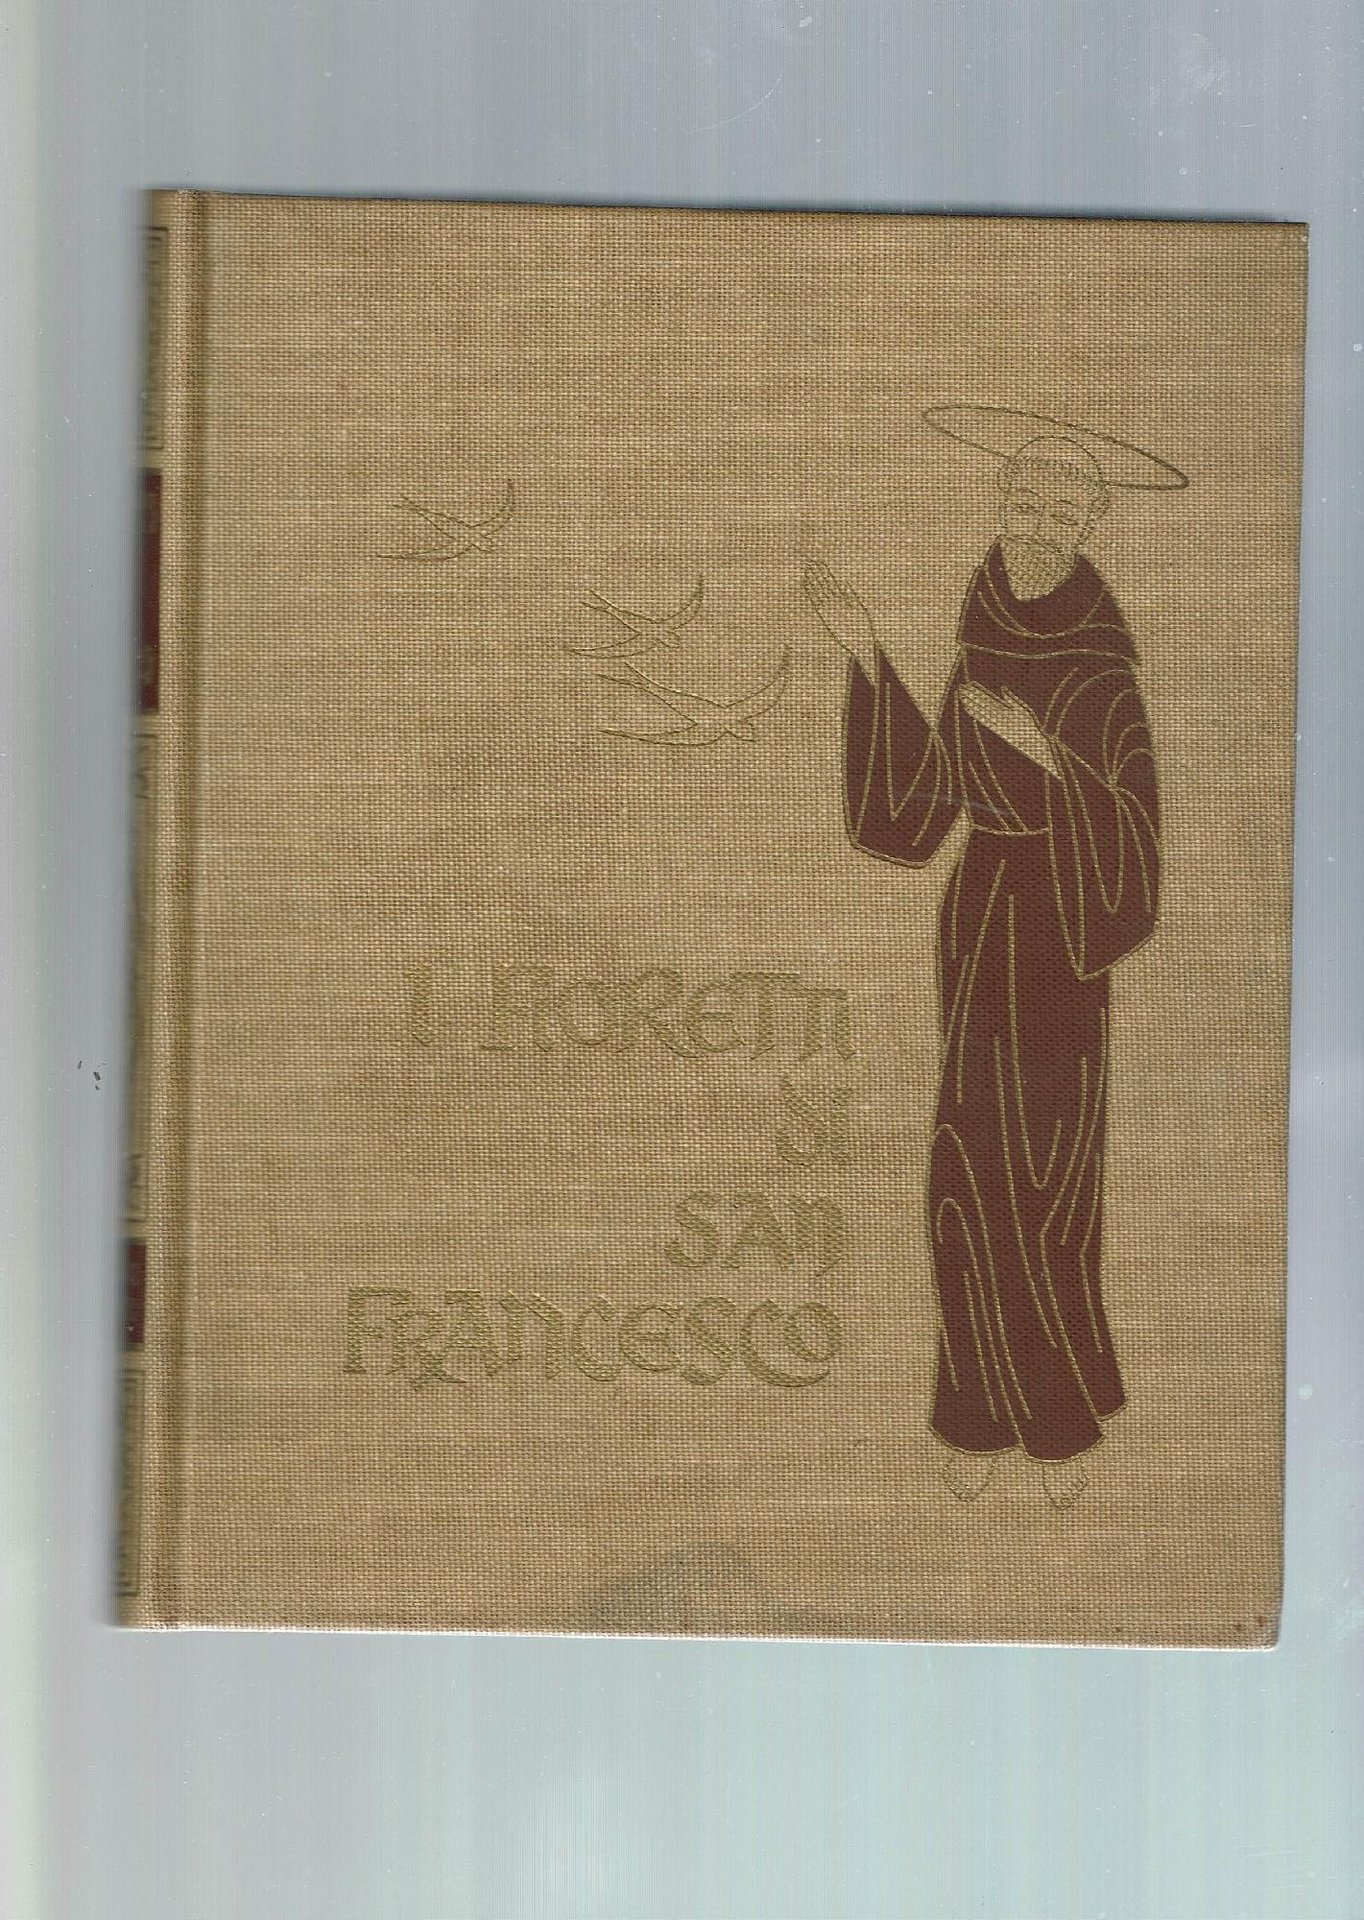 I FIORETTI
di
SAN
FRANCESCO